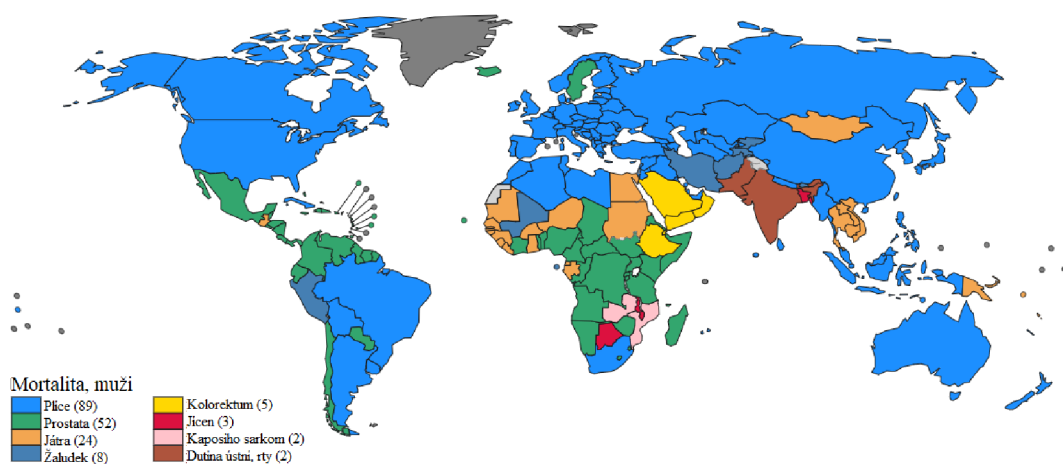 Mortalita, muži
Plice (89)
Prostata (52)
Játra (24)
Žaludek (8)
Kolorektum (5)
Jícen (3)
Kaposiho sarkom (2)
Dutina ústní, rty (2)